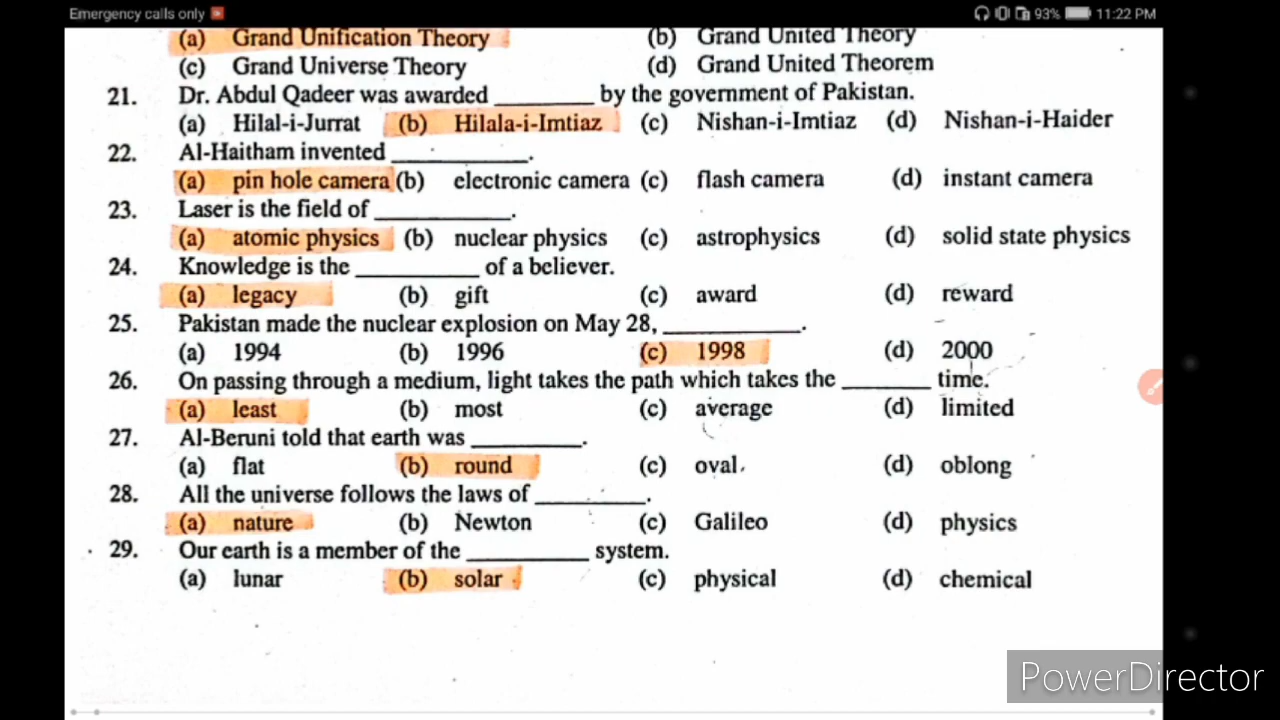 Emergency calls only
93% 11:22 PM
(a) Grand Unification Theory (b) Grand United Theory
(c) Grand Universe Theory (d) Grand United Theorem
21. Dr. Abdul Qadeer was awarded ________ by the government of Pakistan.
(a) Hilal-i-Jurrat (b) Hilala-i-Imtiaz (c) Nishan-i-Imtiaz (d) Nishan-i-Haider
22. Al-Haitham invented ___________.
(a) pin hole camera (b) electronic camera (c) flash camera (d) instant camera
23. Laser is the field of ___________.
(a) atomic physics (b) nuclear physics (c) astrophysics (d) solid state physics
24. Knowledge is the __________ of a believer.
(a) legacy (b) gift (c) award (d) reward
25. Pakistan made the nuclear explosion on May 28, ___________.
(a) 1994 (b) 1996 (c) 1998 (d) 2000
26. On passing through a medium, light takes the path which takes the _______ time.
(a) least (b) most (c) average (d) limited
27. Al-Beruni told that earth was _________.
(a) flat (b) round (c) oval (d) oblong
28. All the universe follows the laws of _________.
(a) nature (b) Newton (c) Galileo (d) physics
29. Our earth is a member of the __________ system.
(a) lunar (b) solar (c) physical (d) chemical
PowerDirector